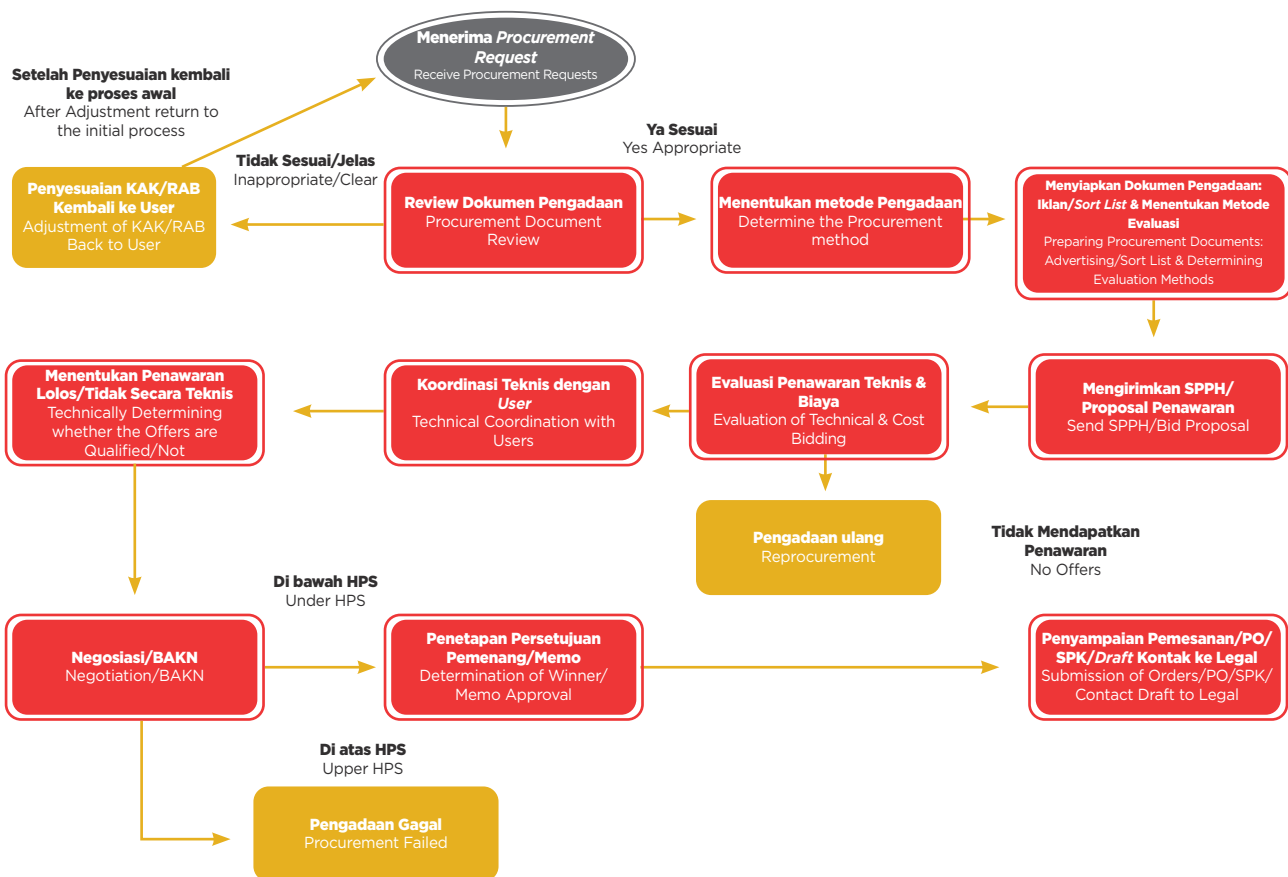 Menerima Procurement
Request
Receive Procurement Requests
Setelah Penyesuaian kembali
ke proses awal
After Adjustment return to
the initial process
Tidak Sesuai/Jelas
Inappropriate/Clear
Ya Sesuai
Yes Appropriate
Penyesuaian KAK/RAB
Kembali ke User
Adjustment of KAK/RAB
Back to User
Review Dokumen Pengadaan
Procurement Document
Review
Menentukan metode Pengadaan
Determine the Procurement
method
Menyiapkan Dokumen Pengadaan:
Iklan/Sort List & Menentukan Metode
Evaluasi
Preparing Procurement Documents:
Advertising/Sort List & Determining
Evaluation Methods
Menentukan Penawaran
Lolos/Tidak Secara Teknis
Technically Determining
whether the Offers are
Qualified/Not
Koordinasi Teknis dengan
User
Technical Coordination with
Users
Evaluasi Penawaran Teknis &
Biaya
Evaluation of Technical & Cost
Bidding
Mengirimkan SPPH/
Proposal Penawaran
Send SPPH/Bid Proposal
Pengadaan ulang
Reprocurement
Tidak Mendapatkan
Penawaran
No Offers
Di bawah HPS
Under HPS
Negosiasi/BAKN
Negotiation/BAKN
Penetapan Persetujuan
Pemenang/Memo
Determination of Winner/
Memo Approval
Penyampaian Pemesanan/PO/
SPK/Draft Kontak ke Legal
Submission of Orders/PO/SPK/
Contact Draft to Legal
Di atas HPS
Upper HPS
Pengadaan Gagal
Procurement Failed